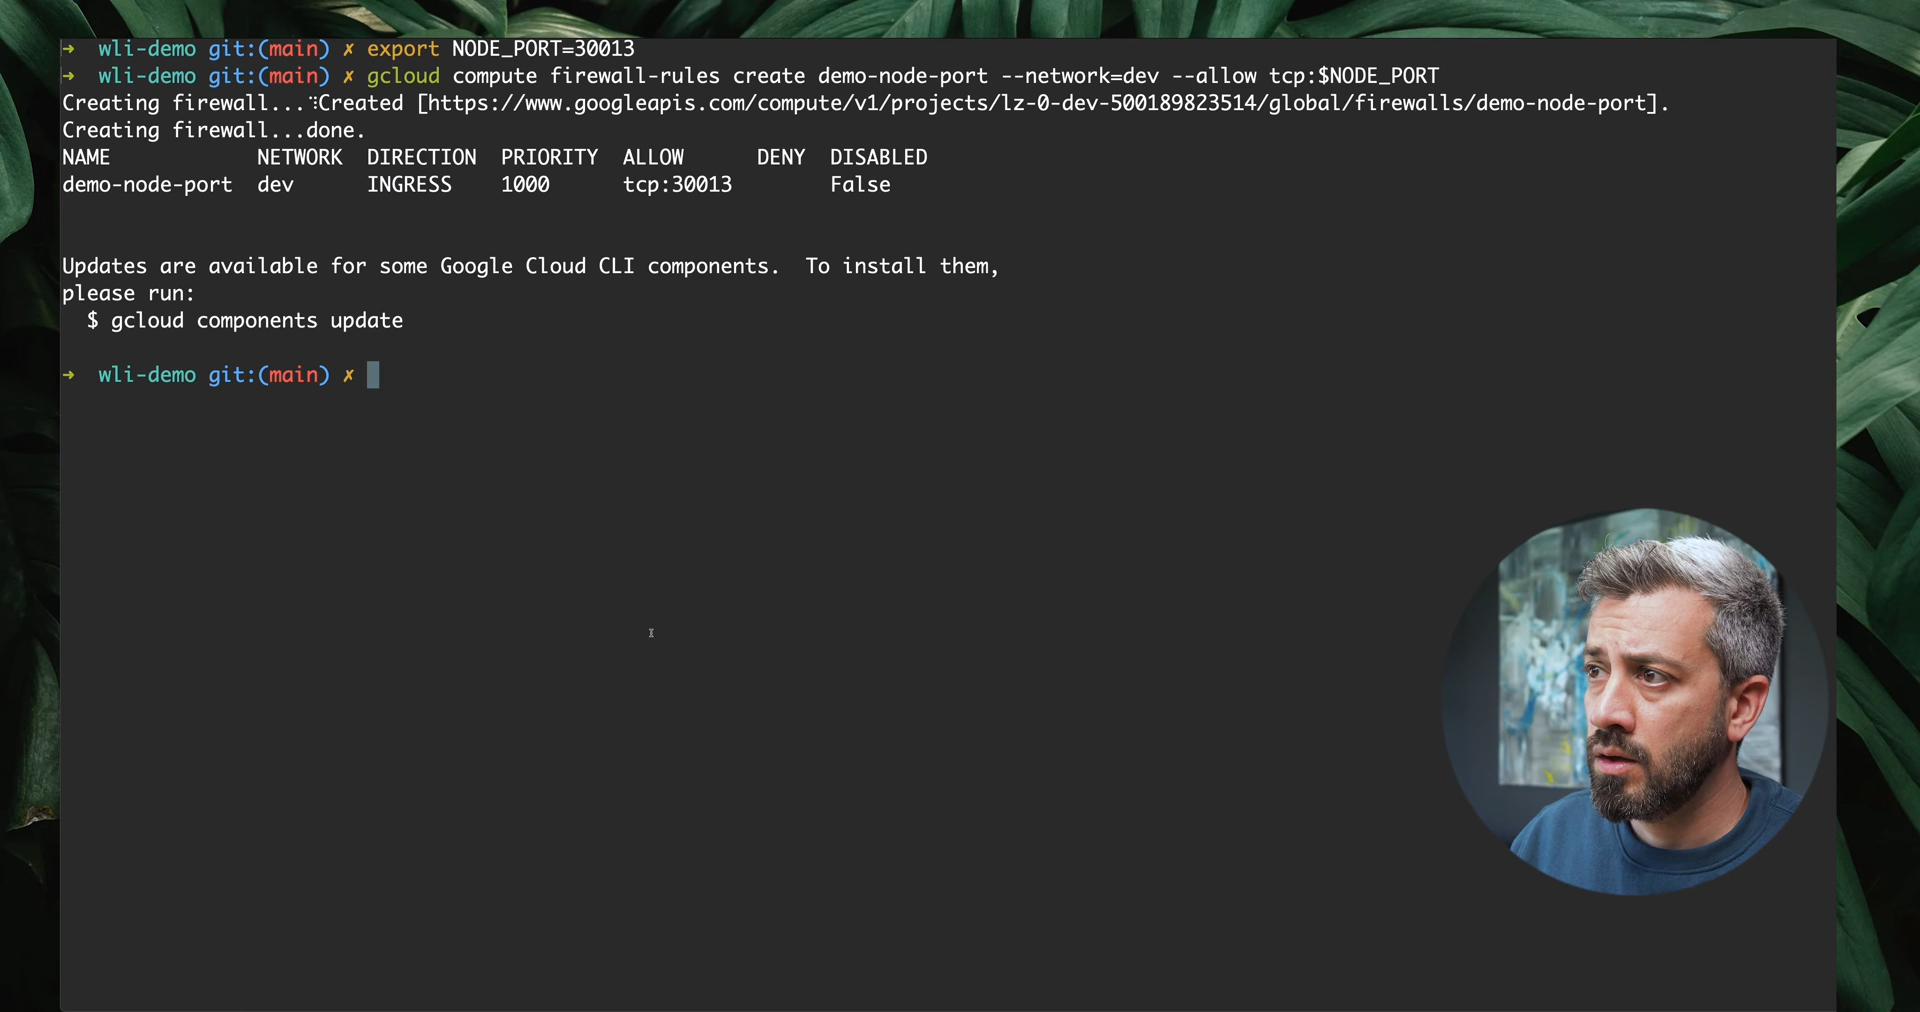 ➜  wli-demo git:(main) ✗ export NODE_PORT=30013
➜  wli-demo git:(main) ✗ gcloud compute firewall-rules create demo-node-port --network=dev --allow tcp:$NODE_PORT
Creating firewall...⠹Created [https://www.googleapis.com/compute/v1/projects/lz-0-dev-500189823514/global/firewalls/demo-node-port].
Creating firewall...done.
NAME            NETWORK  DIRECTION  PRIORITY  ALLOW      DENY  DISABLED
demo-node-port  dev      INGRESS    1000      tcp:30013        False
Updates are available for some Google Cloud CLI components.  To install them,
please run:
  $ gcloud components update
➜  wli-demo git:(main) ✗